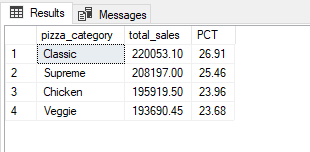 Results Messages
pizza_category total_sales PCT
1 Classic 220053.10 26.91
2 Supreme 208197.00 25.46
3 Chicken 195919.50 23.96
4 Veggie 193690.45 23.68